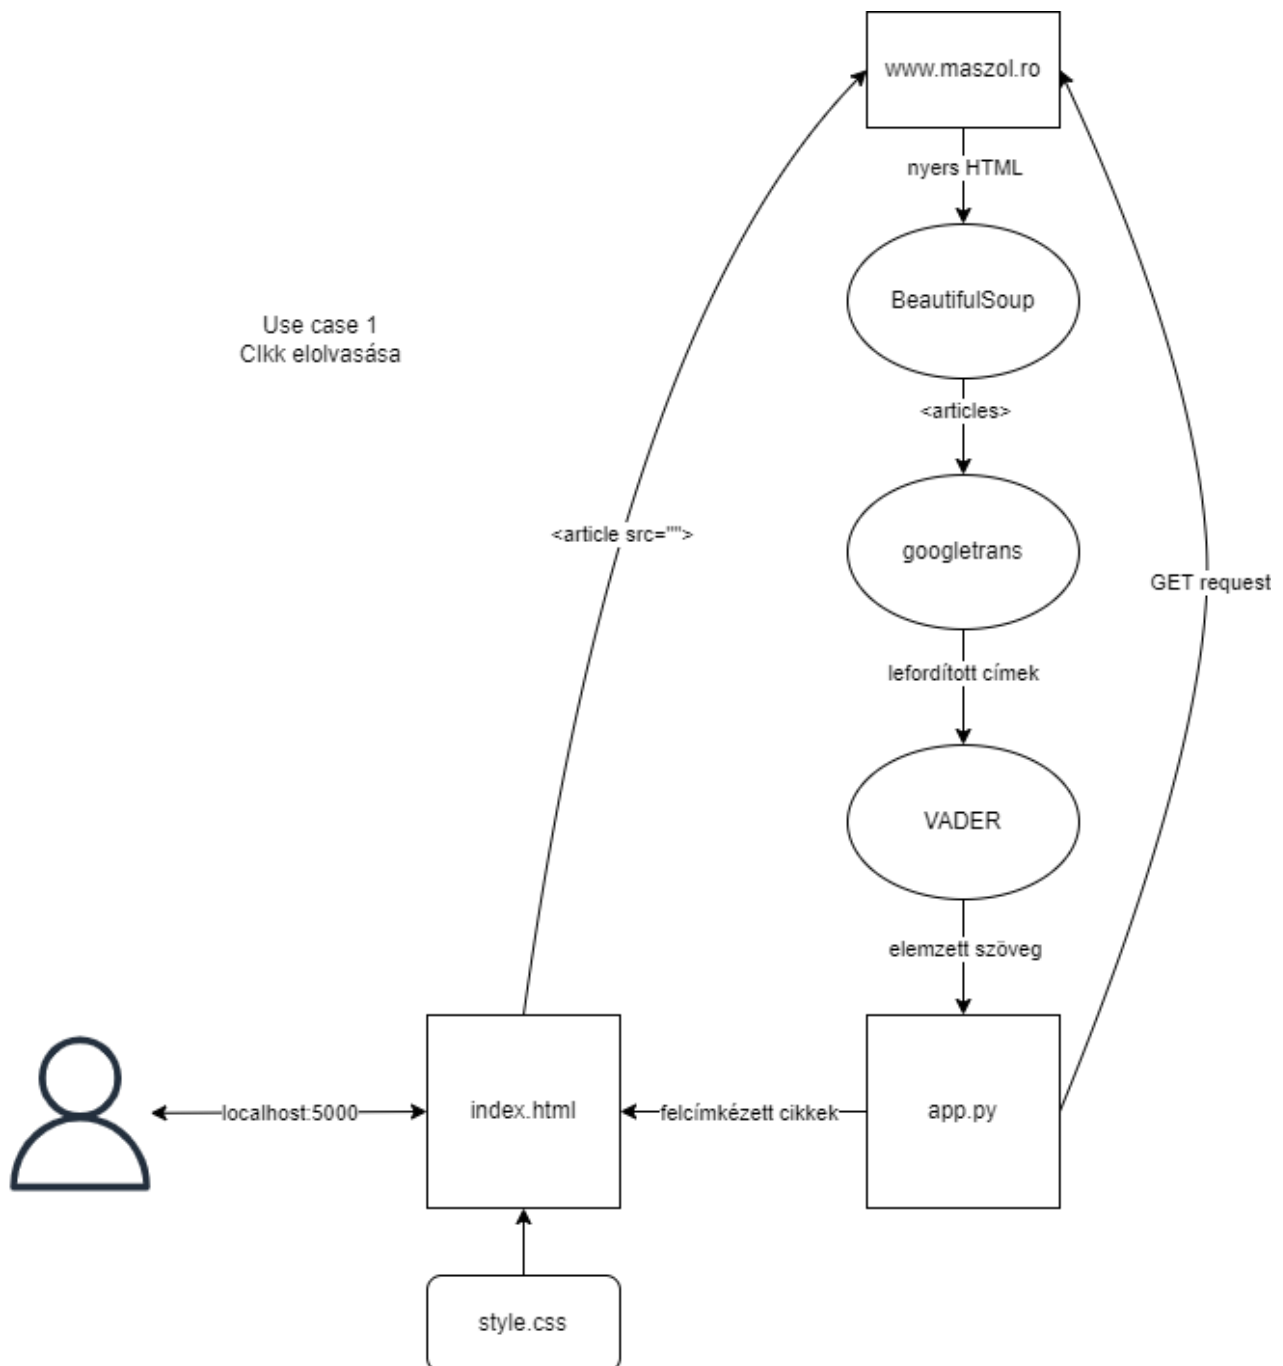 www.maszol.ro
nyers HTML
BeautifulSoup
Use case 1
CIkk elolvasása
<articles>
<article src="">
googletrans
GET request
lefordított címek
VADER
elemzett szöveg
localhost:5000
index.html
felcímkézett cikkek
app.py
style.css